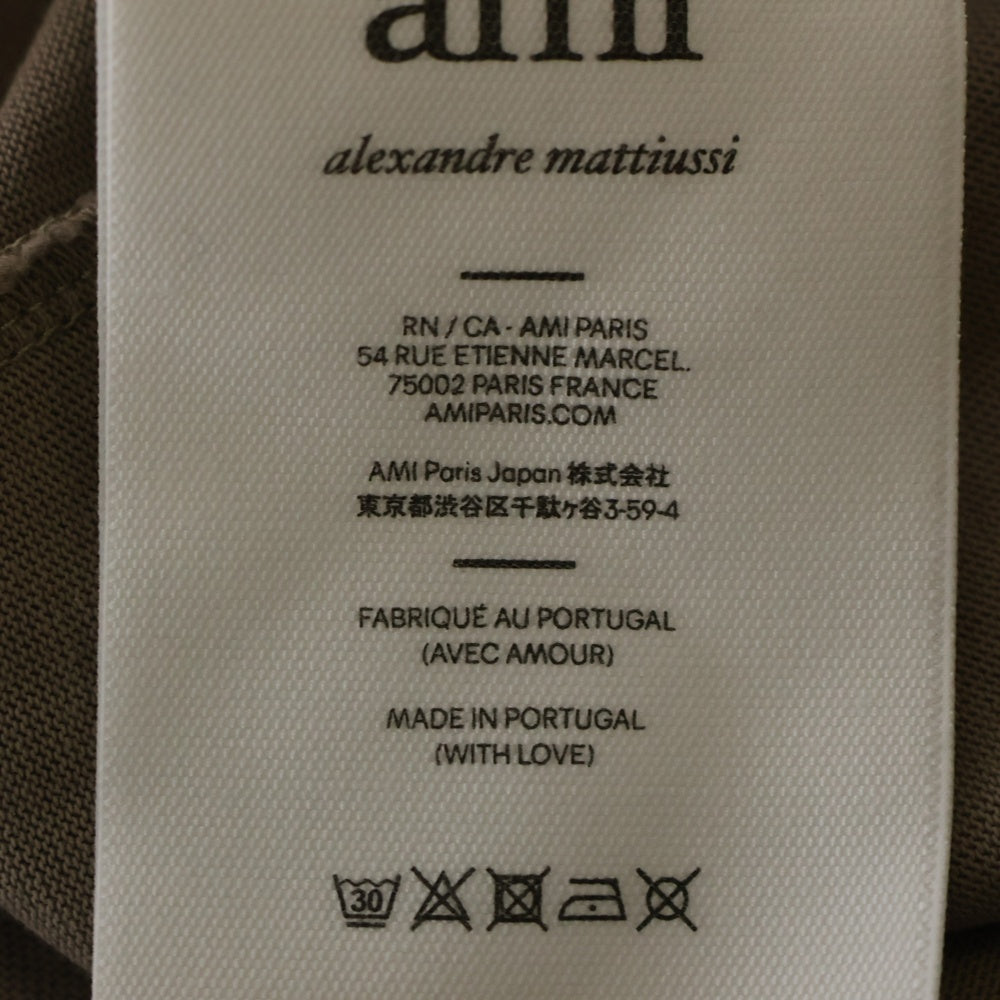 ami
alexandre mattiussi
RN / CA - AMI PARIS
54 RUE ETIENNE MARCEL.
75002 PARIS FRANCE
AMIPARIS.COM
AMI Paris Japan 株式会社
東京都渋谷区千駄ヶ谷3-59-4
FABRIQUÉ AU PORTUGAL
(AVEC AMOUR)
MADE IN PORTUGAL
(WITH LOVE)
30